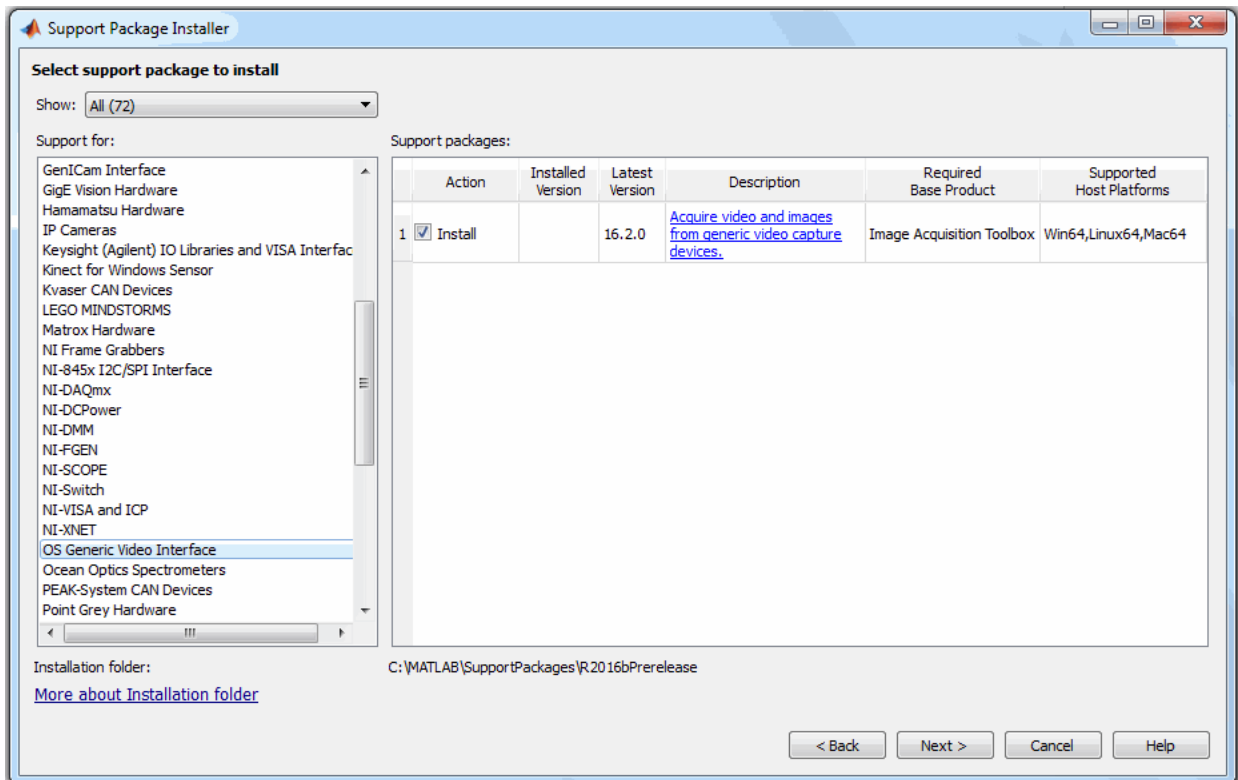 Support Package Installer
Select support package to install
Show: All (72)
Support for:
Support packages:
GenICam Interface
GigE Vision Hardware
Hamamatsu Hardware
IP Cameras
Keysight (Agilent) IO Libraries and VISA Interfac
Kinect for Windows Sensor
Kvaser CAN Devices
LEGO MINDSTORMS
Matrox Hardware
NI Frame Grabbers
NI-845x I2C/SPI Interface
NI-DAQmx
NI-DCPower
NI-DMM
NI-FGEN
NI-SCOPE
NI-Switch
NI-VISA and ICP
NI-XNET
OS Generic Video Interface
Ocean Optics Spectrometers
PEAK-System CAN Devices
Point Grey Hardware
Action
Installed
Version
Latest
Version
Description
Required
Base Product
Supported
Host Platforms
1 Install
16.2.0
Acquire video and images
from generic video capture
devices.
Image Acquisition Toolbox
Win64,Linux64,Mac64
Installation folder:
C:\MATLAB\SupportPackages\R2016bPrerelease
More about Installation folder
< Back
Next >
Cancel
Help